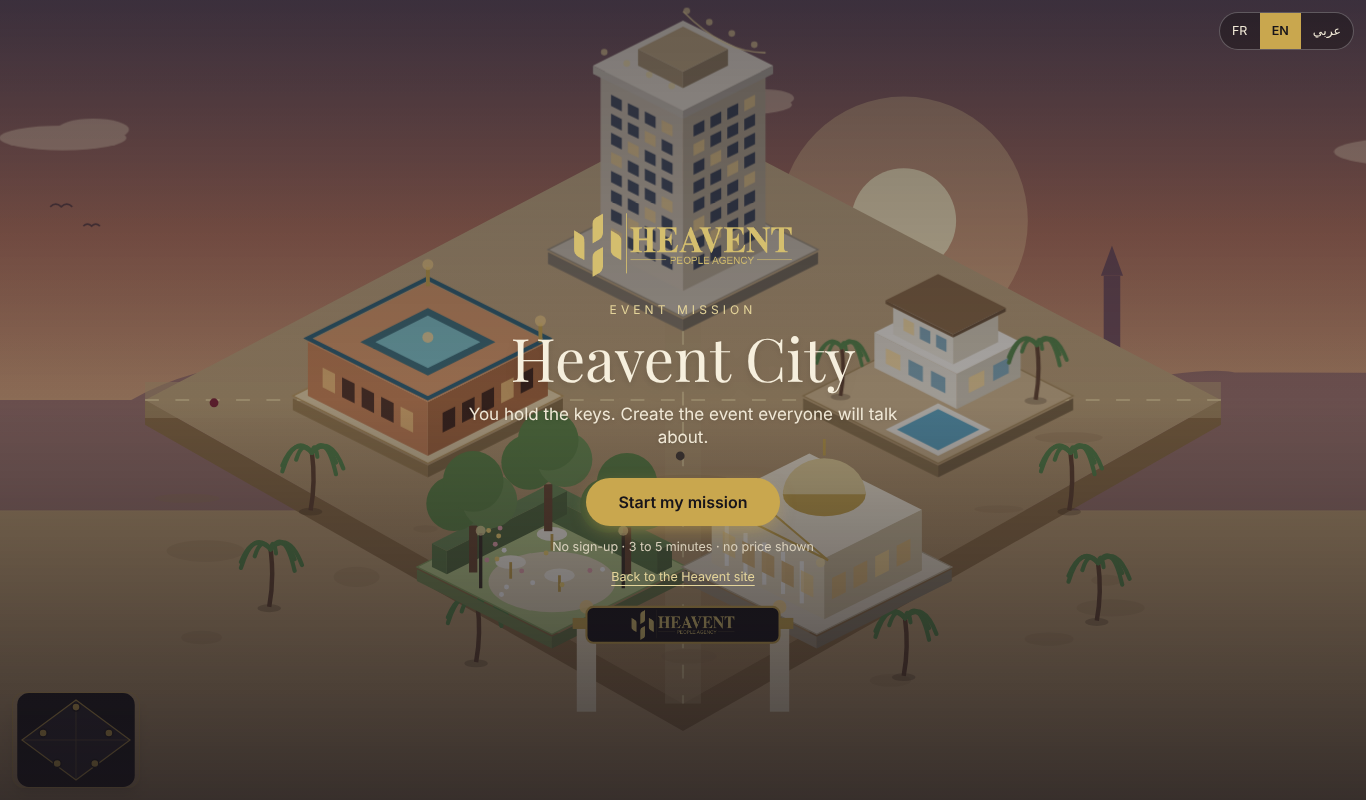 FR EN عربي
HEAVENT
PEOPLE AGENCY
EVENT MISSION
Heavent City
You hold the keys. Create the event everyone will talk
about.
Start my mission
No sign-up · 3 to 5 minutes · no price shown
Back to the Heavent site
HEAVENT
PEOPLE AGENCY